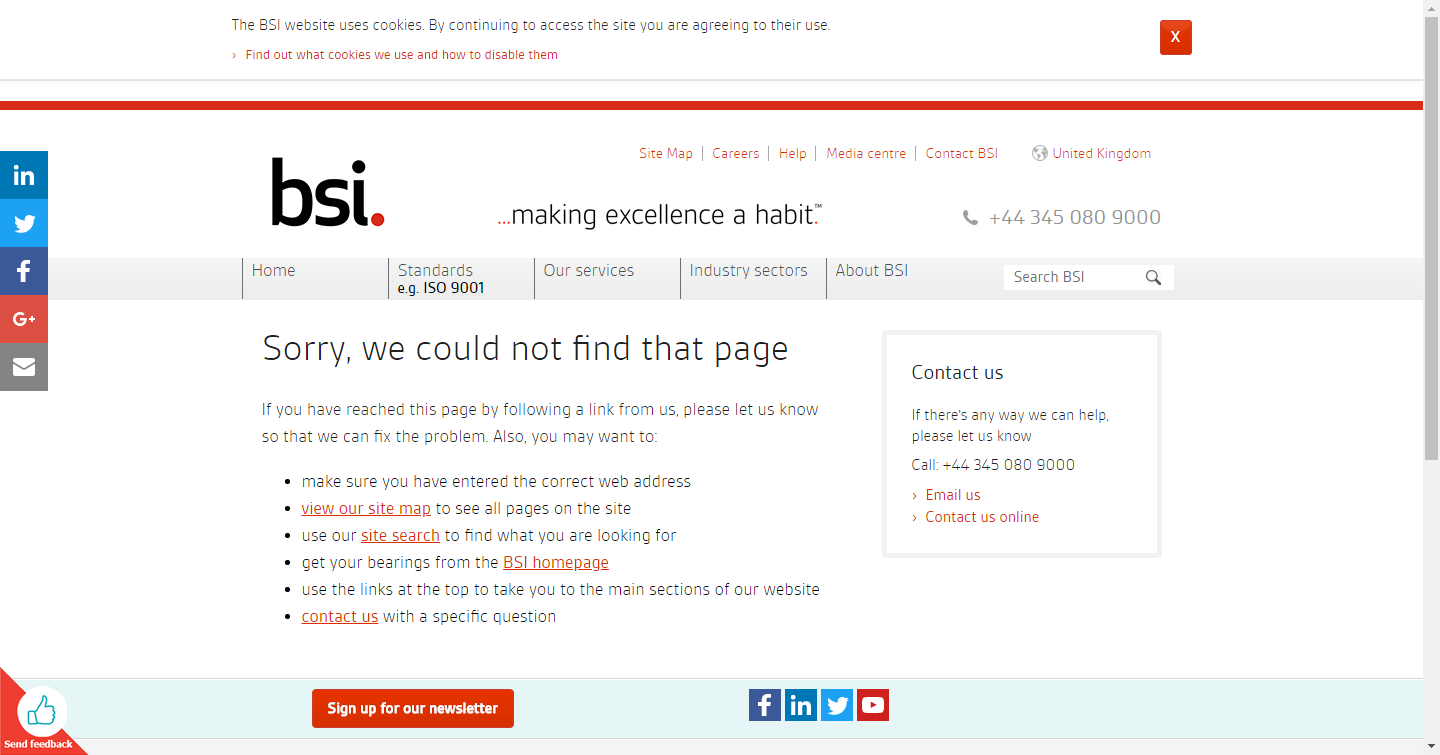 The BSI website uses cookies. By continuing to access the site you are agreeing to their use.
› Find out what cookies we use and how to disable them
X
Site Map | Careers | Help | Media centre | Contact BSI
United Kingdom
bsi.
...making excellence a habit.™
+44 345 080 9000
Home
Standards
e.g. ISO 9001
Our services
Industry sectors
About BSI
Search BSI
in
f
G+
Sorry, we could not find that page
If you have reached this page by following a link from us, please let us know
so that we can fix the problem. Also, you may want to:
• make sure you have entered the correct web address
• view our site map to see all pages on the site
• use our site search to find what you are looking for
• get your bearings from the BSI homepage
• use the links at the top to take you to the main sections of our website
• contact us with a specific question
Contact us
If there's any way we can help,
please let us know
Call: +44 345 080 9000
› Email us
› Contact us online
Sign up for our newsletter
f
in
Send feedback